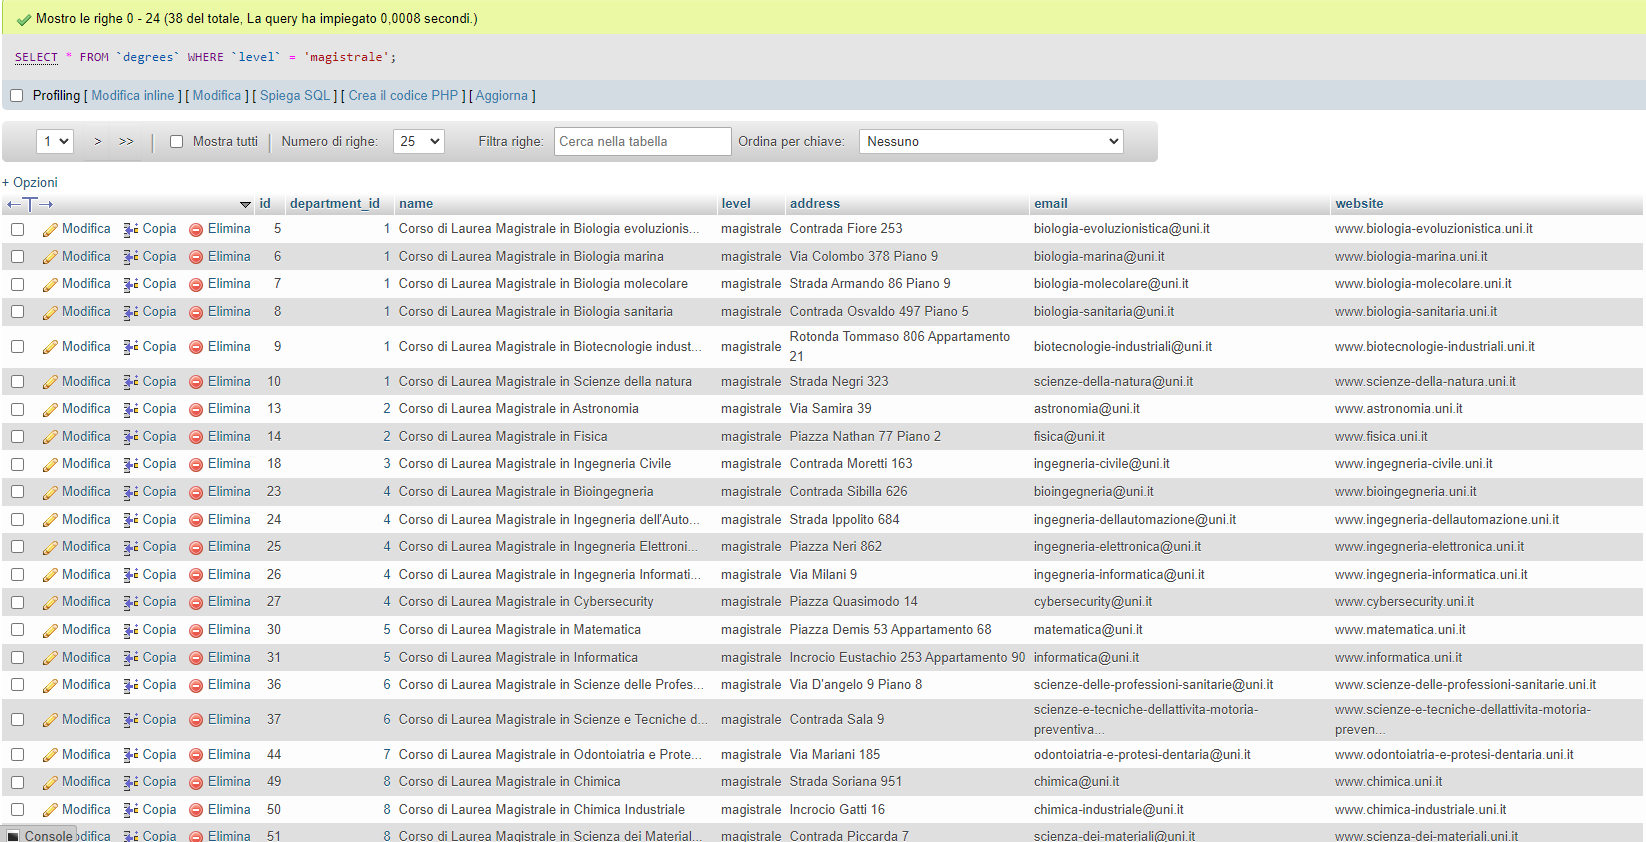 Mostro le righe 0 - 24 (38 del totale, La query ha impiegato 0,0008 secondi.)
SELECT * FROM `degrees` WHERE `level` = 'magistrale';
Profiling [ Modifica inline ] [ Modifica ] [ Spiega SQL ] [ Crea il codice PHP ] [ Aggiorna ]
1 > >> Mostra tutti Numero di righe: 25 Filtra righe: Cerca nella tabella Ordina per chiave: Nessuno
+ Opzioni
←T→ id department_id name level address email website
Modifica Copia Elimina 5 1 Corso di Laurea Magistrale in Biologia evoluzionis... magistrale Contrada Fiore 253 biologia-evoluzionistica@uni.it www.biologia-evoluzionistica.uni.it
Modifica Copia Elimina 6 1 Corso di Laurea Magistrale in Biologia marina magistrale Via Colombo 378 Piano 9 biologia-marina@uni.it www.biologia-marina.uni.it
Modifica Copia Elimina 7 1 Corso di Laurea Magistrale in Biologia molecolare magistrale Strada Armando 86 Piano 9 biologia-molecolare@uni.it www.biologia-molecolare.uni.it
Modifica Copia Elimina 8 1 Corso di Laurea Magistrale in Biologia sanitaria magistrale Contrada Osvaldo 497 Piano 5 biologia-sanitaria@uni.it www.biologia-sanitaria.uni.it
Modifica Copia Elimina 9 1 Corso di Laurea Magistrale in Biotecnologie indust... magistrale Rotonda Tommaso 806 Appartamento 21 biotecnologie-industriali@uni.it www.biotecnologie-industriali.uni.it
Modifica Copia Elimina 10 1 Corso di Laurea Magistrale in Scienze della natura magistrale Strada Negri 323 scienze-della-natura@uni.it www.scienze-della-natura.uni.it
Modifica Copia Elimina 13 2 Corso di Laurea Magistrale in Astronomia magistrale Via Samira 39 astronomia@uni.it www.astronomia.uni.it
Modifica Copia Elimina 14 2 Corso di Laurea Magistrale in Fisica magistrale Piazza Nathan 77 Piano 2 fisica@uni.it www.fisica.uni.it
Modifica Copia Elimina 18 3 Corso di Laurea Magistrale in Ingegneria Civile magistrale Contrada Moretti 163 ingegneria-civile@uni.it www.ingegneria-civile.uni.it
Modifica Copia Elimina 23 4 Corso di Laurea Magistrale in Bioingegneria magistrale Contrada Sibilla 626 bioingegneria@uni.it www.bioingegneria.uni.it
Modifica Copia Elimina 24 4 Corso di Laurea Magistrale in Ingegneria dell'Auto... magistrale Strada Ippolito 684 ingegneria-dellautomazione@uni.it www.ingegneria-dellautomazione.uni.it
Modifica Copia Elimina 25 4 Corso di Laurea Magistrale in Ingegneria Elettroni... magistrale Piazza Neri 862 ingegneria-elettronica@uni.it www.ingegneria-elettronica.uni.it
Modifica Copia Elimina 26 4 Corso di Laurea Magistrale in Ingegneria Informati... magistrale Via Milani 9 ingegneria-informatica@uni.it www.ingegneria-informatica.uni.it
Modifica Copia Elimina 27 4 Corso di Laurea Magistrale in Cybersecurity magistrale Piazza Quasimodo 14 cybersecurity@uni.it www.cybersecurity.uni.it
Modifica Copia Elimina 30 5 Corso di Laurea Magistrale in Matematica magistrale Piazza Demis 53 Appartamento 68 matematica@uni.it www.matematica.uni.it
Modifica Copia Elimina 31 5 Corso di Laurea Magistrale in Informatica magistrale Incrocio Eustachio 253 Appartamento 90 informatica@uni.it www.informatica.uni.it
Modifica Copia Elimina 36 6 Corso di Laurea Magistrale in Scienze delle Profes... magistrale Via D'angelo 9 Piano 8 scienze-delle-professioni-sanitarie@uni.it www.scienze-delle-professioni-sanitarie.uni.it
Modifica Copia Elimina 37 6 Corso di Laurea Magistrale in Scienze e Tecniche d... magistrale Contrada Sala 9 scienze-e-tecniche-dellattivita-motoria-preventiva... www.scienze-e-tecniche-dellattivita-motoria-preven...
Modifica Copia Elimina 44 7 Corso di Laurea Magistrale in Odontoiatria e Prote... magistrale Via Mariani 185 odontoiatria-e-protesi-dentaria@uni.it www.odontoiatria-e-protesi-dentaria.uni.it
Modifica Copia Elimina 49 8 Corso di Laurea Magistrale in Chimica magistrale Strada Soriana 951 chimica@uni.it www.chimica.uni.it
Modifica Copia Elimina 50 8 Corso di Laurea Magistrale in Chimica Industriale magistrale Incrocio Gatti 16 chimica-industriale@uni.it www.chimica-industriale.uni.it
Console odifica Copia Elimina 51 8 Corso di Laurea Magistrale in Scienza dei Material... magistrale Contrada Piccarda 7 scienza-dei-materiali@uni.it www.scienza-dei-materiali.uni.it